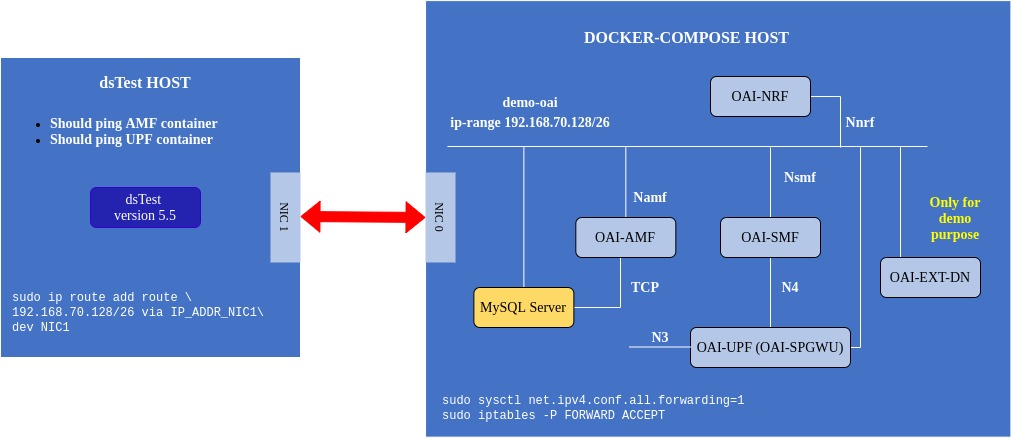 dsTest HOST
Should ping AMF container
Should ping UPF container
dsTest
version 5.5
NIC 1
sudo ip route add route \
192.168.70.128/26 via IP_ADDR_NIC1\
dev NIC1
DOCKER-COMPOSE HOST
OAI-NRF
demo-oai
ip-range 192.168.70.128/26
Nnrf
NIC 0
Nsmf
Namf
Only for
demo
purpose
OAI-AMF
OAI-SMF
OAI-EXT-DN
TCP
N4
MySQL Server
N3
OAI-UPF (OAI-SPGWU)
sudo sysctl net.ipv4.conf.all.forwarding=1
sudo iptables -P FORWARD ACCEPT